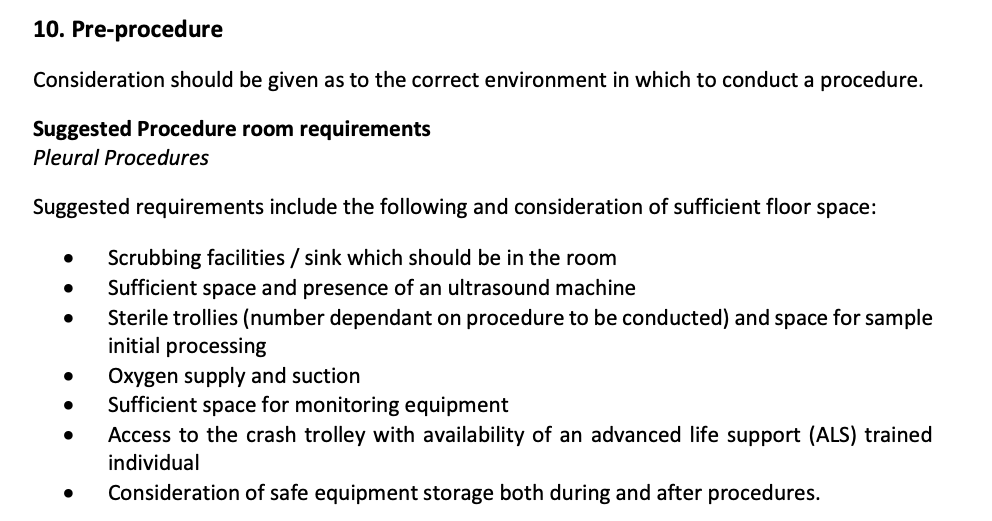 10. Pre-procedure
Consideration should be given as to the correct environment in which to conduct a procedure.
Suggested Procedure room requirements
Pleural Procedures
Suggested requirements include the following and consideration of sufficient floor space:
• Scrubbing facilities / sink which should be in the room
• Sufficient space and presence of an ultrasound machine
• Sterile trollies (number dependant on procedure to be conducted) and space for sample
initial processing
• Oxygen supply and suction
• Sufficient space for monitoring equipment
• Access to the crash trolley with availability of an advanced life support (ALS) trained
individual
• Consideration of safe equipment storage both during and after procedures.